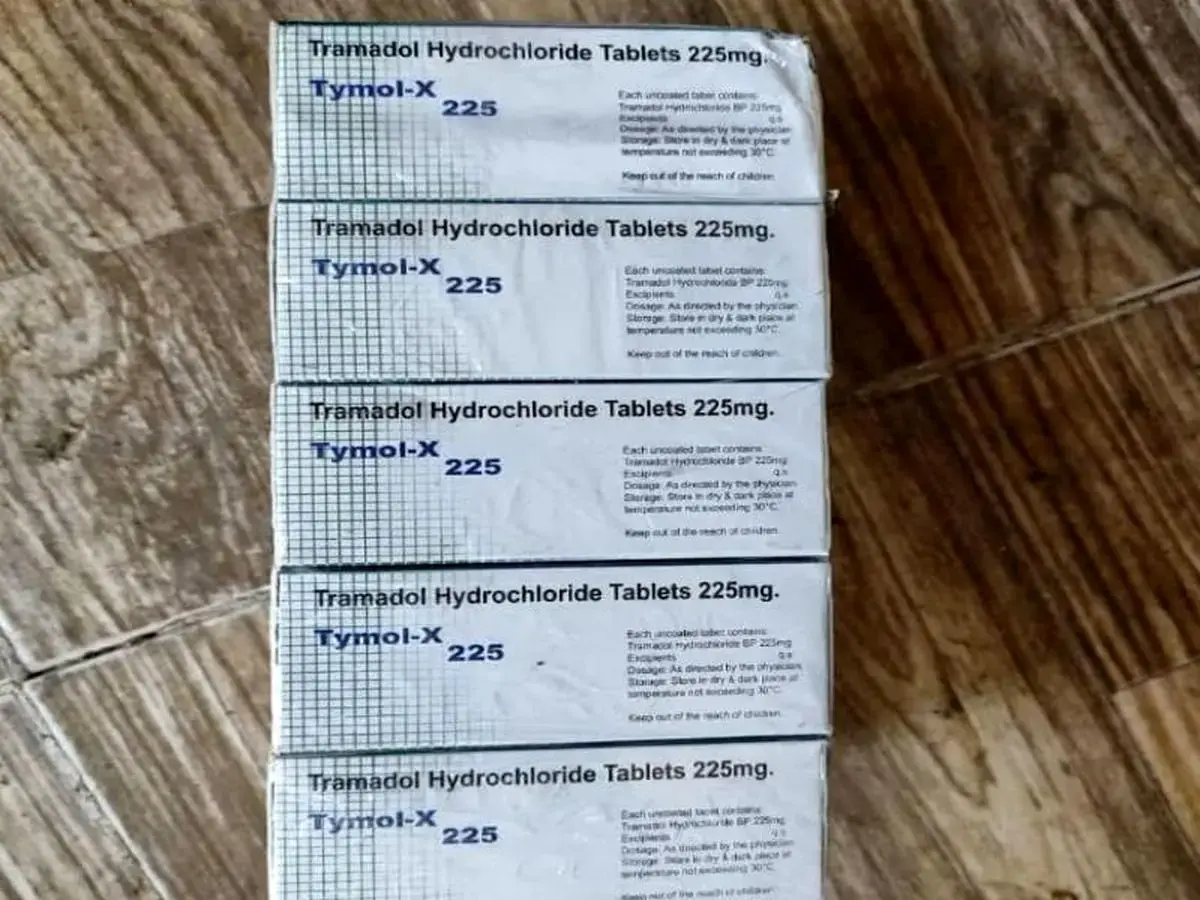 Tramadol Hydrochloride Tablets 225mg.
Tymol-X
225
Each uncoated tablet contains:
Tramadol Hydrochloride BP 225mg
Excipients q.s
Dosage: As directed by the physician
Storage: Store in dry & dark place at
temperature not exceeding 30°C.
Keep out of the reach of children.
Tramadol Hydrochloride Tablets 225mg.
Tymol-X
225
Each uncoated tablet contains:
Tramadol Hydrochloride BP 225mg
Excipients q.s
Dosage: As directed by the physician
Storage: Store in dry & dark place at
temperature not exceeding 30°C.
Keep out of the reach of children.
Tramadol Hydrochloride Tablets 225mg.
Tymol-X
225
Each uncoated tablet contains:
Tramadol Hydrochloride BP 225mg
Excipients q.s
Dosage: As directed by the physician
Storage: Store in dry & dark place at
temperature not exceeding 30°C.
Keep out of the reach of children.
Tramadol Hydrochloride Tablets 225mg.
Tymol-X
225
Each uncoated tablet contains:
Tramadol Hydrochloride BP 225mg
Excipients q.s
Dosage: As directed by the physician
Storage: Store in dry & dark place at
temperature not exceeding 30°C.
Keep out of the reach of children.
Tramadol Hydrochloride Tablets 225mg.
Tymol-X
225
Each uncoated tablet contains:
Tramadol Hydrochloride BP 225mg
Excipients q.s
Dosage: As directed by the physician
Storage: Store in dry & dark place at
temperature not exceeding 30°C.
Keep out of the reach of children.